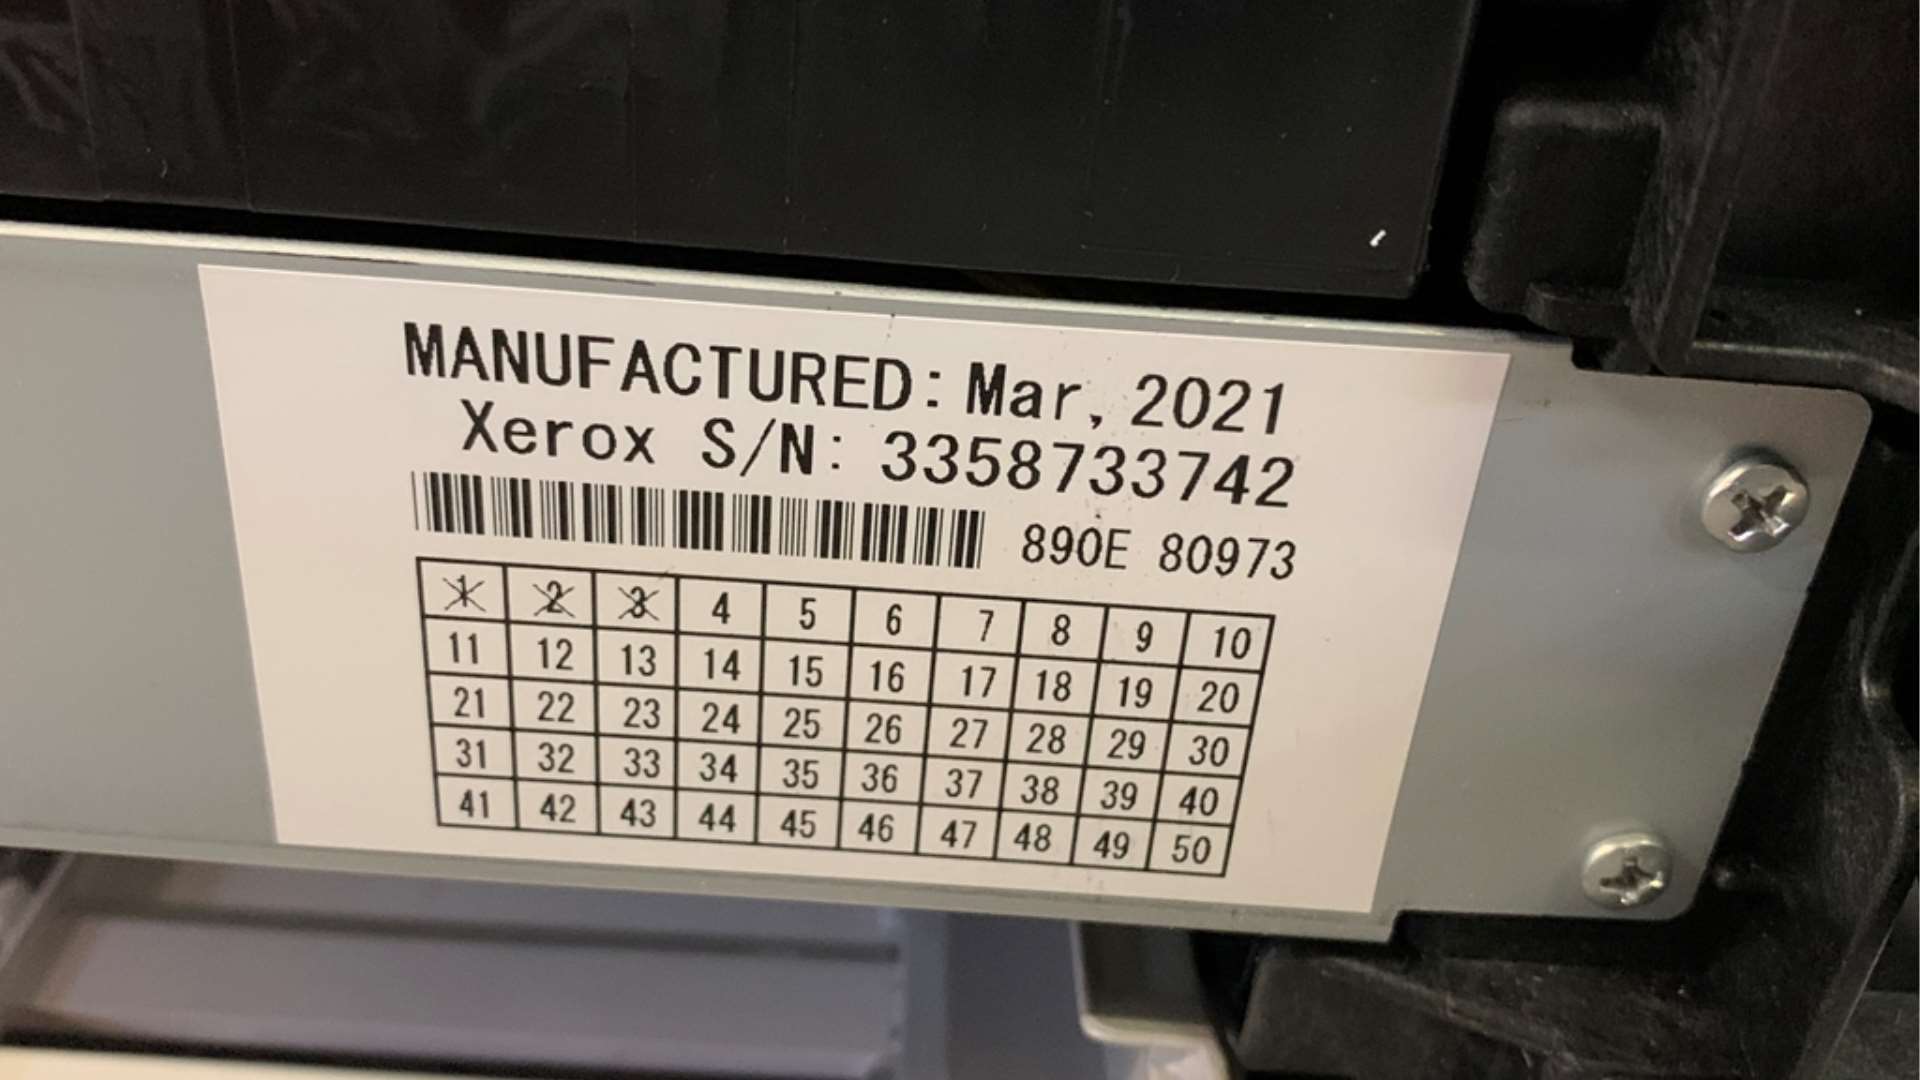 MANUFACTURED: Mar, 2021
Xerox S/N: 3358733742
890E 80973
1 2 3 4 5 6 7 8 9 10
11 12 13 14 15 16 17 18 19 20
21 22 23 24 25 26 27 28 29 30
31 32 33 34 35 36 37 38 39 40
41 42 43 44 45 46 47 48 49 50